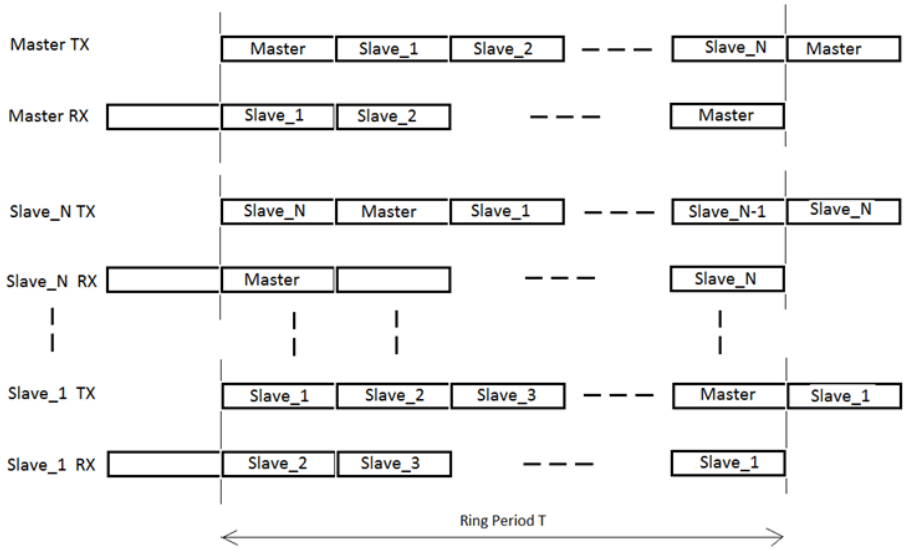 Master TX Master Slave_1 Slave_2 Slave_N Master
Master RX Slave_1 Slave_2 Master
Slave_N TX Slave_N Master Slave_1 Slave_N-1 Slave_N
Slave_N RX Master Slave_N
Slave_1 TX Slave_1 Slave_2 Slave_3 Master Slave_1
Slave_1 RX Slave_2 Slave_3 Slave_1
Ring Period T